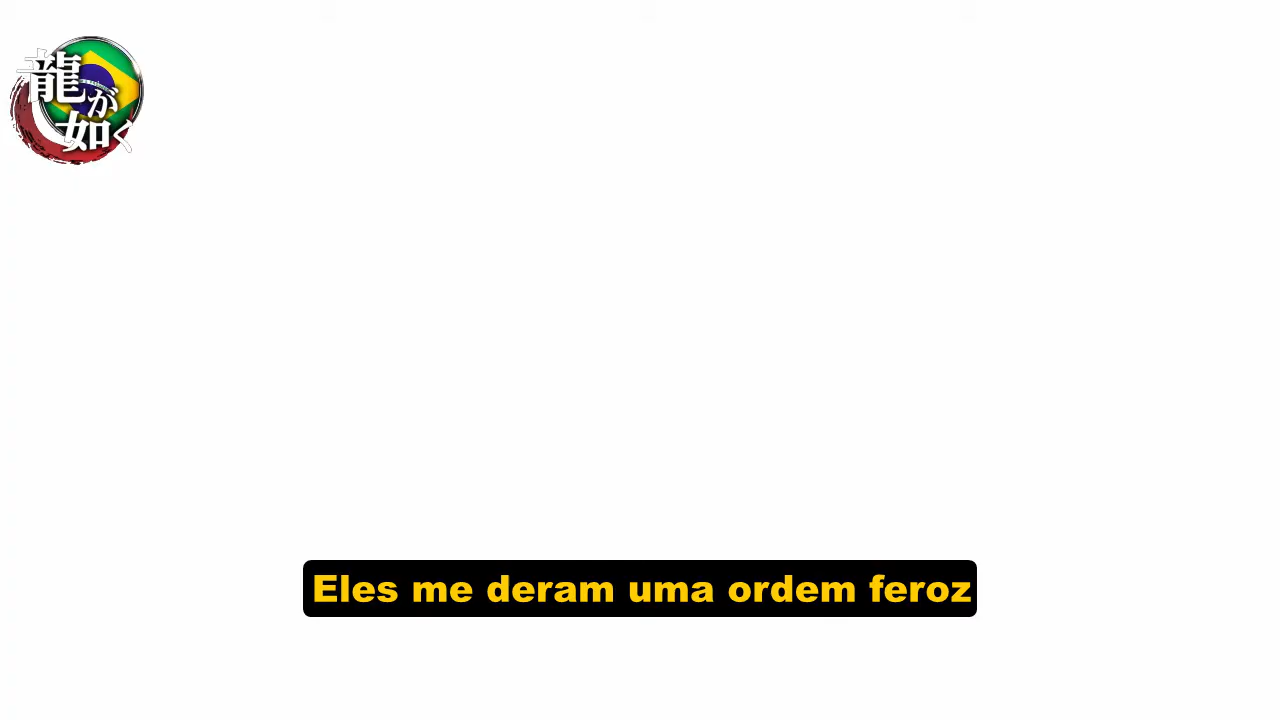 龍が
如く
Eles me deram uma ordem feroz